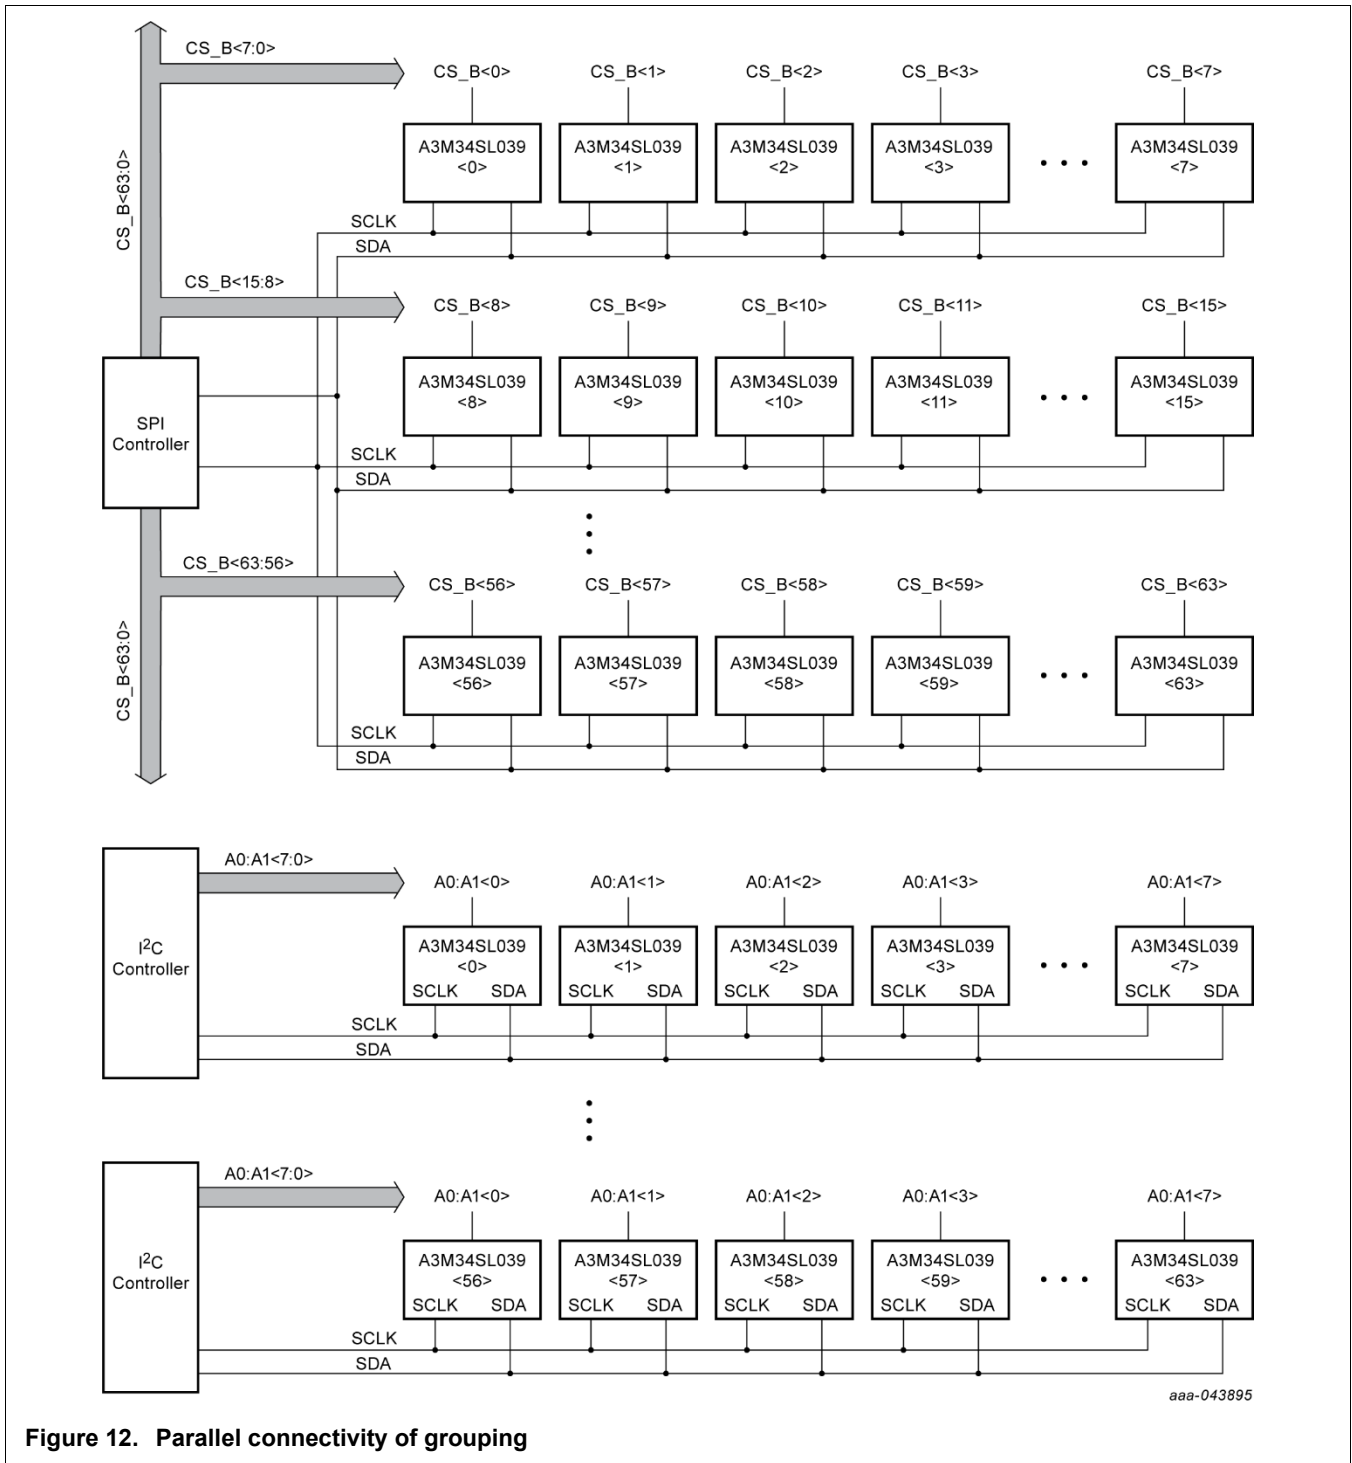 CS_B<7:0>
CS_B<0> CS_B<1> CS_B<2> CS_B<3> CS_B<7>
A3M34SL039 A3M34SL039 A3M34SL039 A3M34SL039 A3M34SL039
<0> <1> <2> <3> <7>
CS_B<63:0>
SCLK
SDA
CS_B<15:8>
CS_B<8> CS_B<9> CS_B<10> CS_B<11> CS_B<15>
A3M34SL039 A3M34SL039 A3M34SL039 A3M34SL039 A3M34SL039
<8> <9> <10> <11> <15>
SPI
Controller
SCLK
SDA
CS_B<63:56>
CS_B<56> CS_B<57> CS_B<58> CS_B<59> CS_B<63>
CS_B<63:0>
A3M34SL039 A3M34SL039 A3M34SL039 A3M34SL039 A3M34SL039
<56> <57> <58> <59> <63>
SCLK
SDA
A0:A1<7:0>
A0:A1<0> A0:A1<1> A0:A1<2> A0:A1<3> A0:A1<7>
I²C
Controller
A3M34SL039 A3M34SL039 A3M34SL039 A3M34SL039 A3M34SL039
<0> <1> <2> <3> <7>
SCLK SDA SCLK SDA SCLK SDA SCLK SDA SCLK SDA
SCLK
SDA
A0:A1<7:0>
A0:A1<0> A0:A1<1> A0:A1<2> A0:A1<3> A0:A1<7>
I²C
Controller
A3M34SL039 A3M34SL039 A3M34SL039 A3M34SL039 A3M34SL039
<56> <57> <58> <59> <63>
SCLK SDA SCLK SDA SCLK SDA SCLK SDA SCLK SDA
SCLK
SDA
aaa-043895
Figure 12. Parallel connectivity of grouping